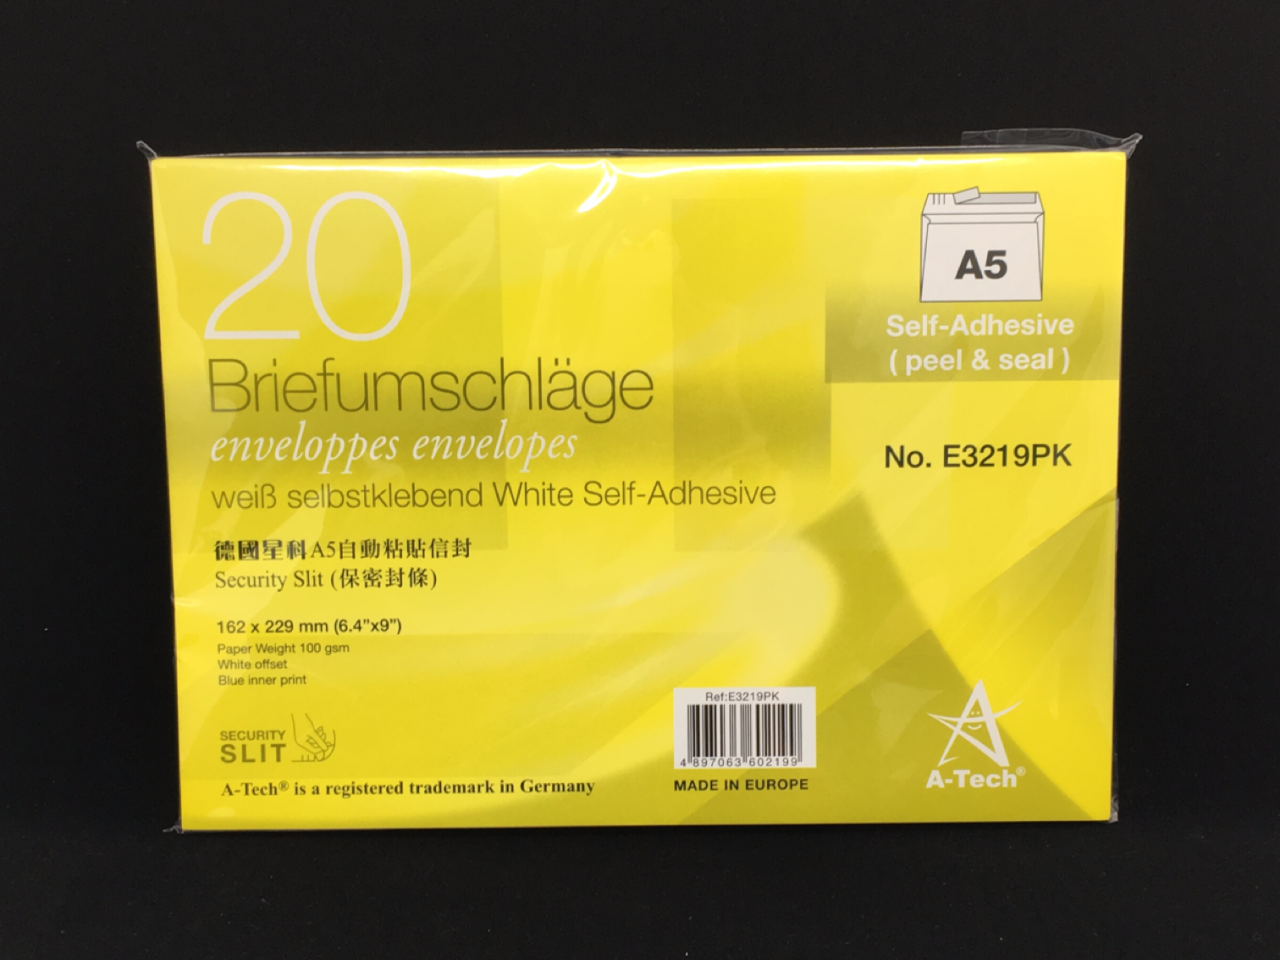 20
Briefumschläge
enveloppes envelopes
weiß selbstklebend White Self-Adhesive
德國星科A5自動粘貼信封
Security Slit (保密封條)
162 x 229 mm (6.4”x9”)
Paper Weight 100 gsm
White offset
Blue inner print
SECURITY
SLIT
A-Tech® is a registered trademark in Germany
A5
Self-Adhesive
( peel & seal )
No. E3219PK
Ref:E3219PK
4 897063 602199
MADE IN EUROPE
A-Tech®